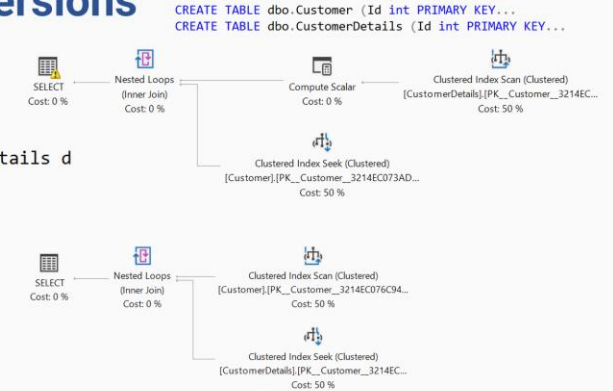 ersions
CREATE TABLE dbo.Customer (Id int PRIMARY KEY...
CREATE TABLE dbo.CustomerDetails (Id int PRIMARY KEY...
SELECT
Cost: 0 %
Nested Loops
(Inner Join)
Cost: 0 %
Compute Scalar
Cost: 0 %
Clustered Index Scan (Clustered)
[CustomerDetails].[PK__Customer__3214EC...
Cost: 50 %
tails d
Clustered Index Seek (Clustered)
[Customer].[PK__Customer__3214EC073AD...
Cost: 50 %
SELECT
Cost: 0 %
Nested Loops
(Inner Join)
Cost: 0 %
Clustered Index Scan (Clustered)
[Customer].[PK__Customer__3214EC076C94...
Cost: 50 %
Clustered Index Seek (Clustered)
[CustomerDetails].[PK__Customer__3214EC...
Cost: 50 %